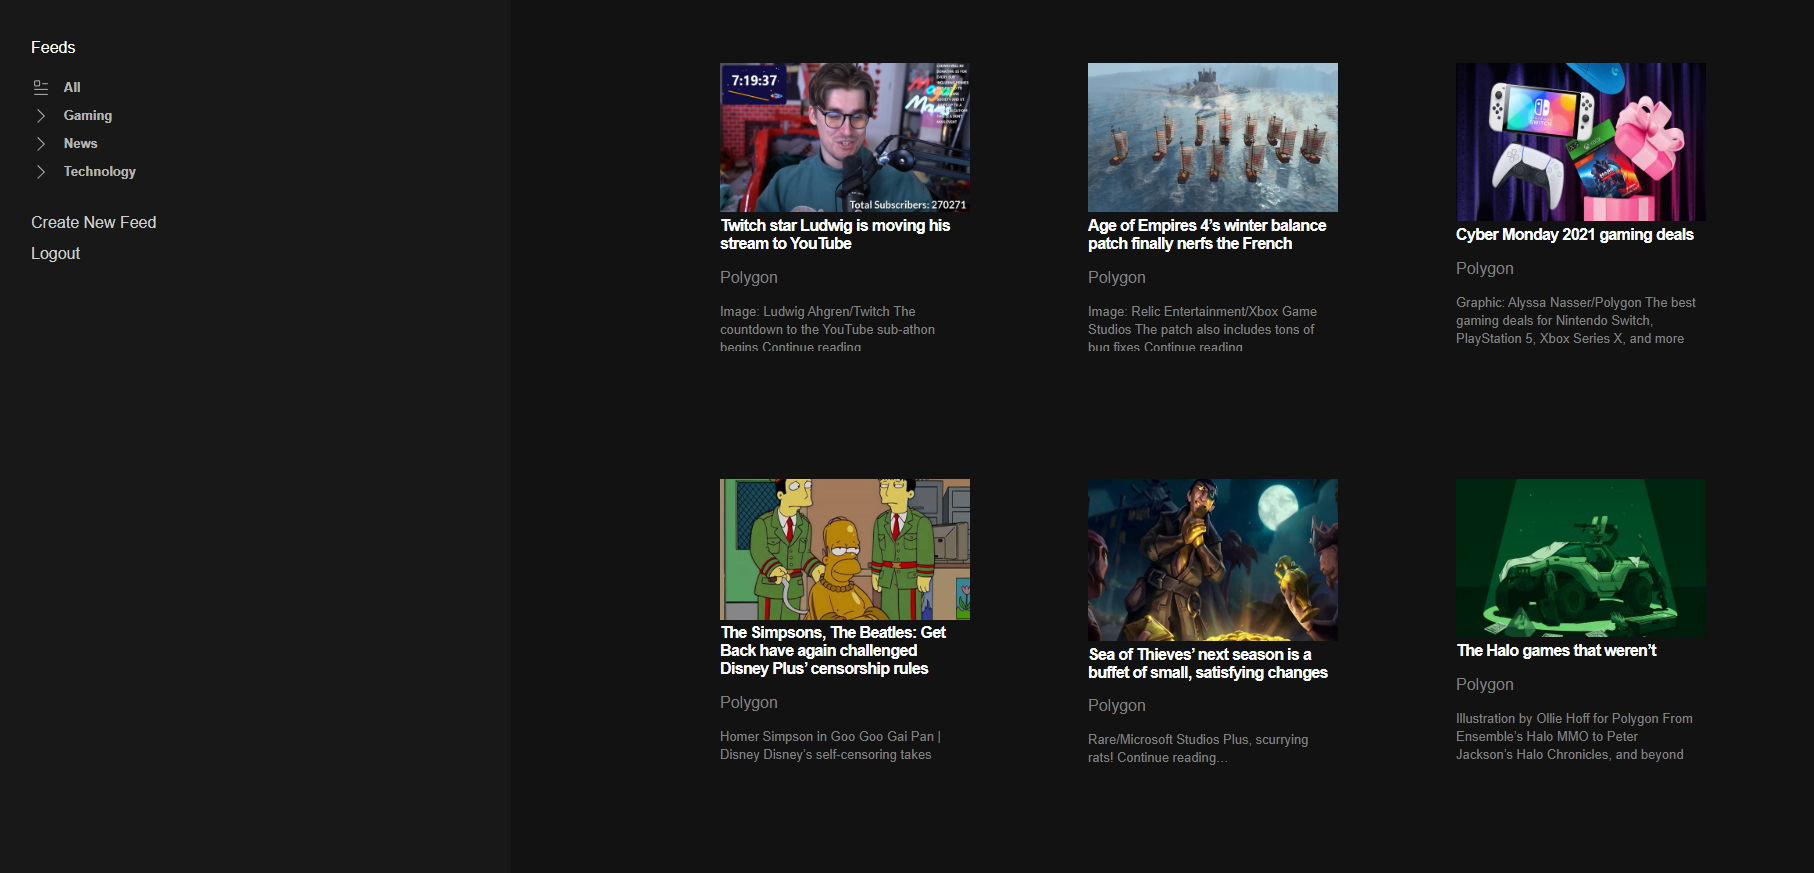 Feeds
All
Gaming
News
Technology
Create New Feed
Logout
7:19:37
Total Subscribers: 270271
Twitch star Ludwig is moving his
stream to YouTube
Polygon
Image: Ludwig Ahgren/Twitch The
countdown to the YouTube sub-athon
begins Continue reading
Age of Empires 4’s winter balance
patch finally nerfs the French
Polygon
Image: Relic Entertainment/Xbox Game
Studios The patch also includes tons of
bug fixes Continue reading
Cyber Monday 2021 gaming deals
Polygon
Graphic: Alyssa Nasser/Polygon The best
gaming deals for Nintendo Switch,
PlayStation 5, Xbox Series X, and more
The Simpsons, The Beatles: Get
Back have again challenged
Disney Plus’ censorship rules
Polygon
Homer Simpson in Goo Goo Gai Pan |
Disney Disney’s self-censoring takes
Sea of Thieves’ next season is a
buffet of small, satisfying changes
Polygon
Rare/Microsoft Studios Plus, scurrying
rats! Continue reading…
The Halo games that weren’t
Polygon
Illustration by Ollie Hoff for Polygon From
Ensemble’s Halo MMO to Peter
Jackson’s Halo Chronicles, and beyond